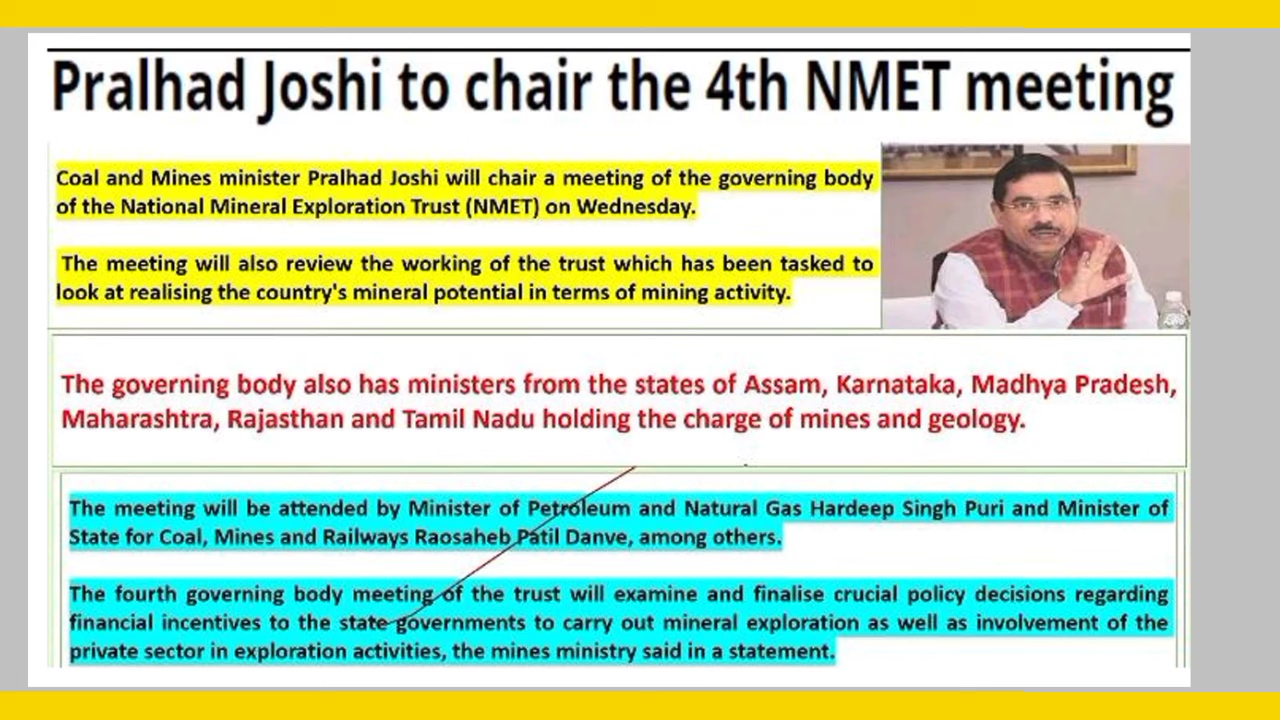 Pralhad Joshi to chair the 4th NMET meeting
Coal and Mines minister Pralhad Joshi will chair a meeting of the governing body
of the National Mineral Exploration Trust (NMET) on Wednesday.
The meeting will also review the working of the trust which has been tasked to
look at realising the country's mineral potential in terms of mining activity.
The governing body also has ministers from the states of Assam, Karnataka, Madhya Pradesh,
Maharashtra, Rajasthan and Tamil Nadu holding the charge of mines and geology.
The meeting will be attended by Minister of Petroleum and Natural Gas Hardeep Singh Puri and Minister of
State for Coal, Mines and Railways Raosaheb Patil Danve, among others.
The fourth governing body meeting of the trust will examine and finalise crucial policy decisions regarding
financial incentives to the state governments to carry out mineral exploration as well as involvement of the
private sector in exploration activities, the mines ministry said in a statement.